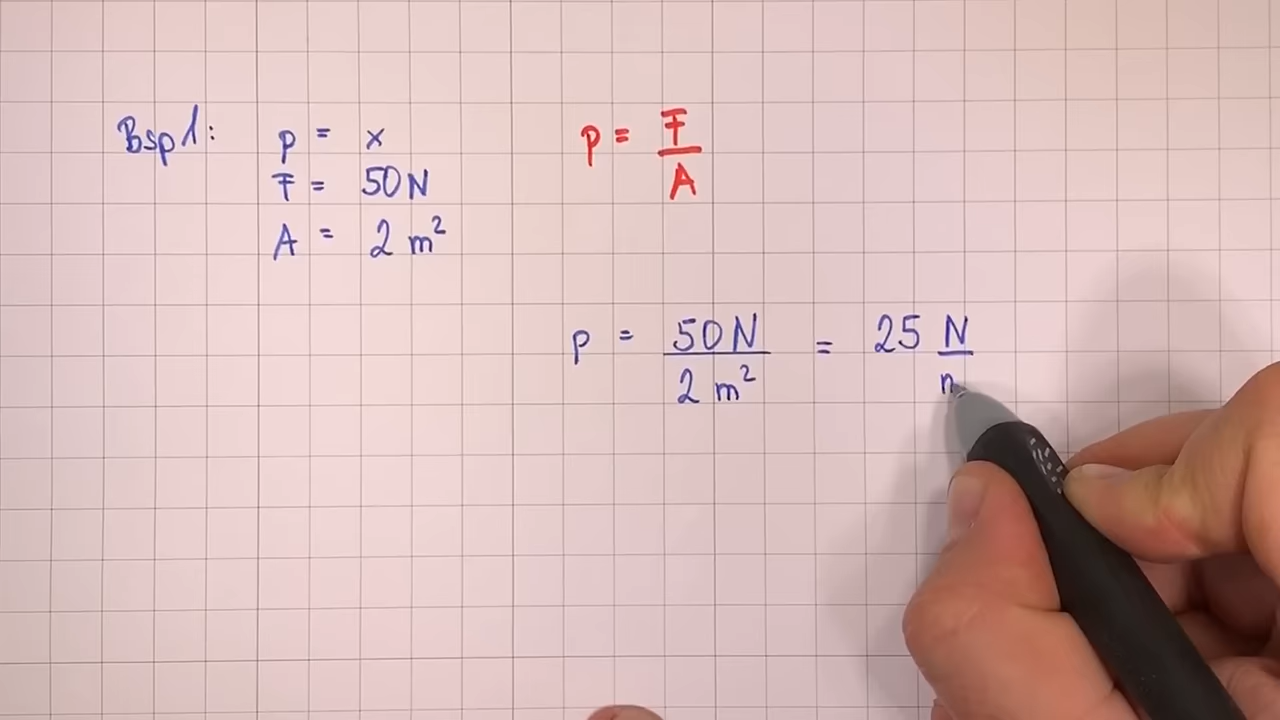 Bsp 1:
p = x
F = 50 N
A = 2 m²
p = F/A
p = 50 N / 2 m² = 25 N/m